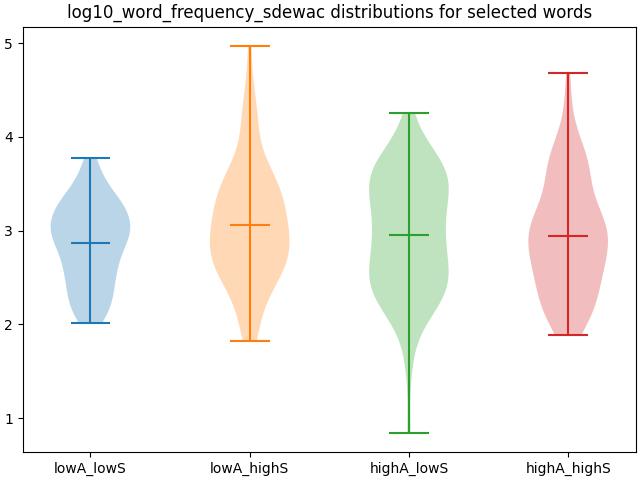 log10_word_frequency_sdewac distributions for selected words
5
4
3
2
1
lowA_lowS lowA_highS highA_lowS highA_highS